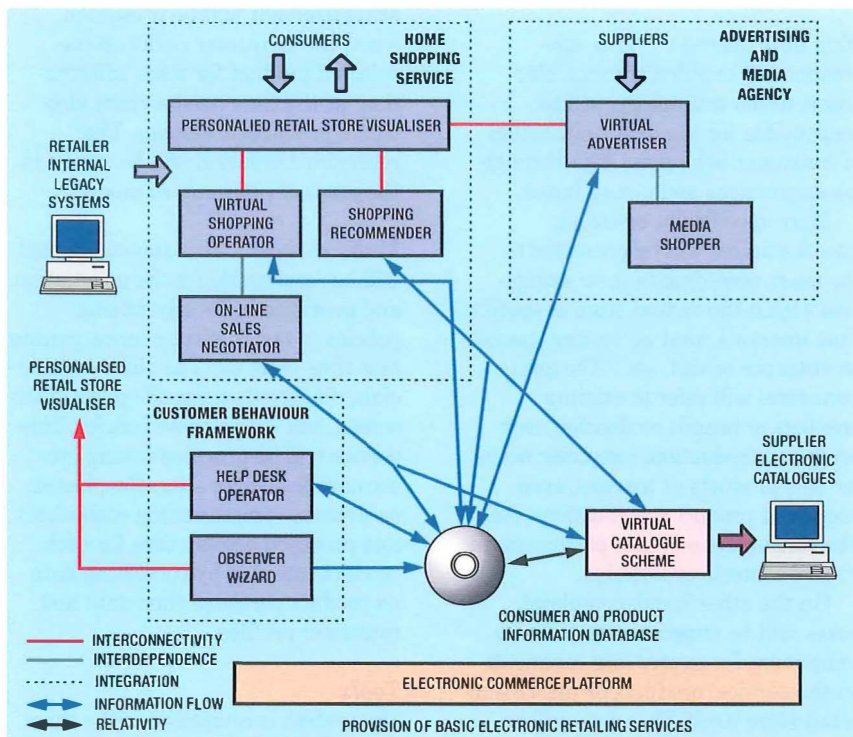 CONSUMERS
HOME
SHOPPING
SERVICE
SUPPLiERS
ADVERTISING AND
MEDIA
AGENCY
PERSONALIED RETAIL STORE VISUALISER
VIRTUAL
ADVERTISER
RETAILER
INTERNAL
LEGACY
SYSTEMS
VIRTUAL
SHOPPING
OPERATOR
SHOPPING
RECOMMENDER
MEDIA
SHOPPER
ON-LINE
SALES
NEGOTIATOR
PERSONALISED
RETAIL STORE
VISUALISER
CUSTOMER BEHAVIOUR
FRAMEWORK
HELP DESK
OPERATOR
OBSERVER
WIZARD
SUPPLIER
ELECTRONIC
CATALOGUES
VIRTUAL
CATALOGUE
SCHEME
CONSUMER AND PRODUCT
INFORMATION DATABASE
INTERCONNECTIVITY
INTERDEPENDENCE
INTEGRATION
INFORMATION FLOW
RELATIVITY
ELECTRONIC COMMERCE PLATFORM
PROVISION OF BASIC ELECTRONIC RETAILING SERVICES